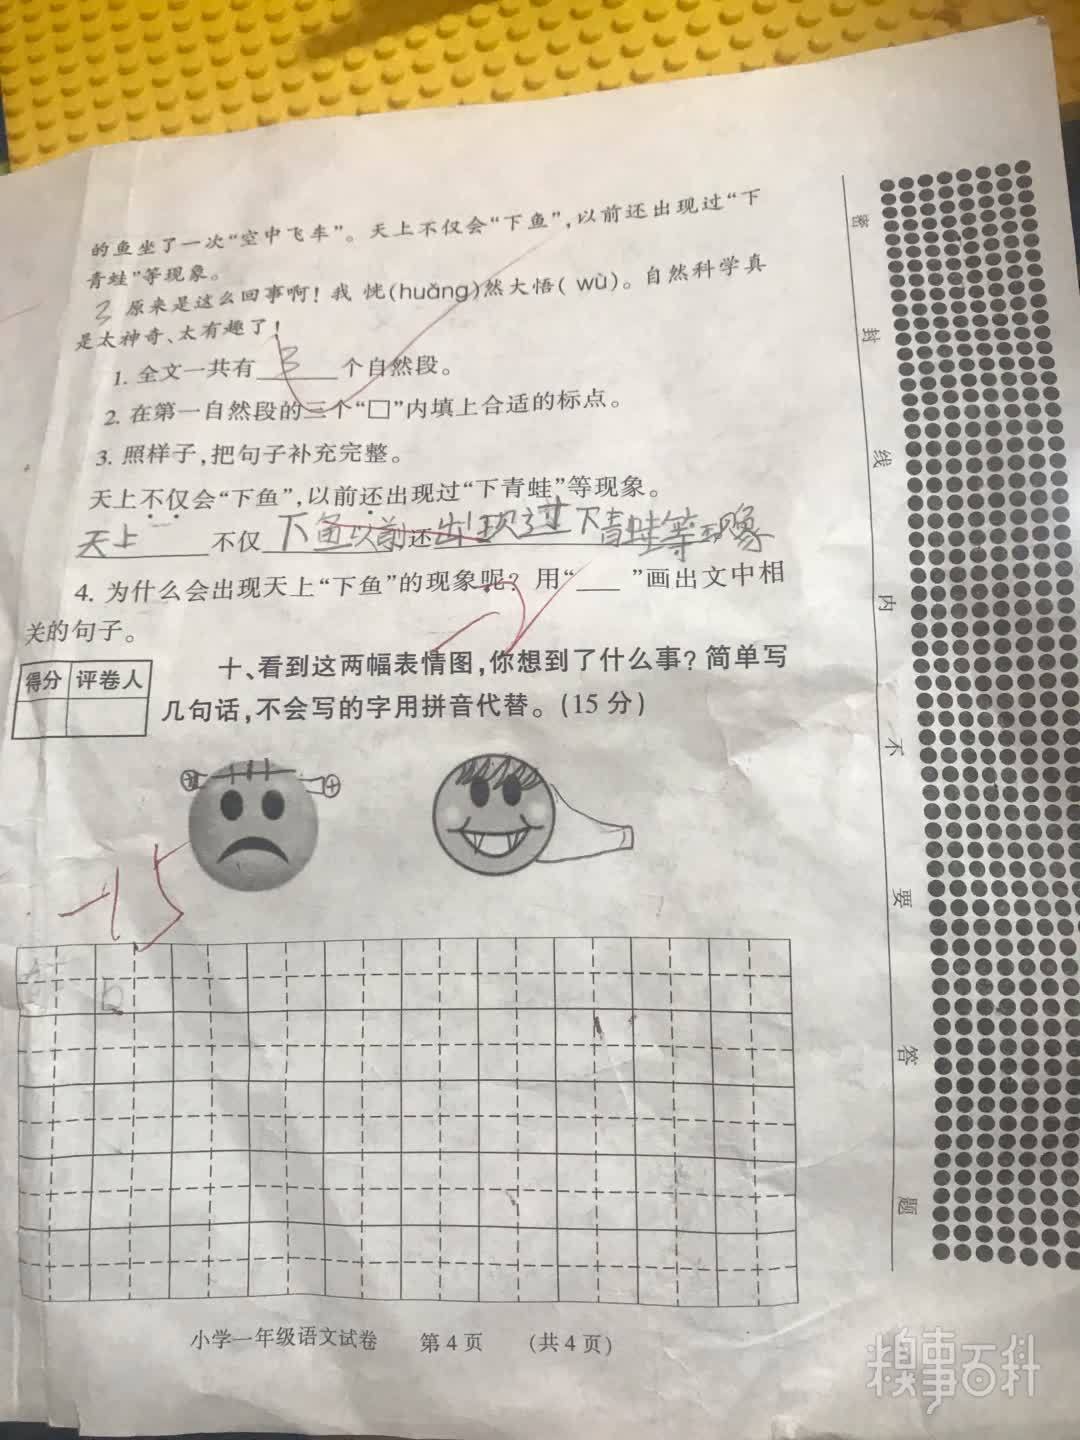 的鱼坐了一次“空中飞车”。天上不仅会“下鱼”，以前还出现过“下
青蛙”等现象。
3 原来是这么回事啊！我 恍(huǎng)然大悟( wù)。自然科学真
是太神奇、太有趣了！
1. 全文一共有 3 个自然段。
2. 在第一自然段的三个“□”内填上合适的标点。
3. 照样子，把句子补充完整。
天上不仅会“下鱼”，以前还出现过“下青蛙”等现象。
天上 不仅 下鱼以前 还 出现过下青蛙等现象
4. 为什么会出现天上“下鱼”的现象呢？用“___”画出文中相
关的句子。
得分 评卷人
十、看到这两幅表情图，你想到了什么事？简单写
几句话，不会写的字用拼音代替。(15 分)
-2
-15
小学一年级语文试卷 第 4 页 (共 4 页)
密 封 线 内 不 要 答 题
糗事百科